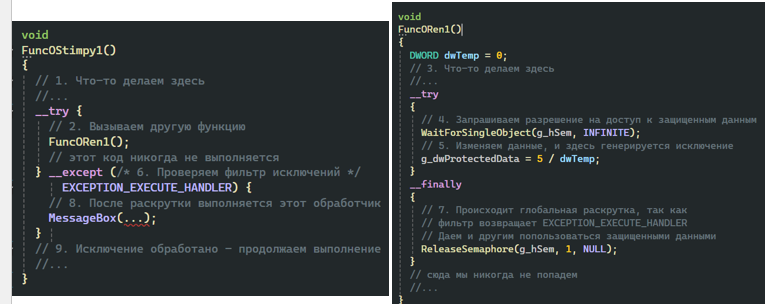 void
FuncOStimpy1()
{
// 1. Что-то делаем здесь
//...
__try {
// 2. Вызываем другую функцию
FuncORen1();
// этот код никогда не выполняется
} __except (/* 6. Проверяем фильтр исключений */
EXCEPTION_EXECUTE_HANDLER) {
// 8. После раскрутки выполняется этот обработчик
MessageBox(...);
}
// 9. Исключение обработано – продолжаем выполнение
//...
}
void
FuncORen1()
{
DWORD dwTemp = 0;
// 3. Что-то делаем здесь
//...
__try
{
// 4. Запрашиваем разрешение на доступ к защищенным данным
WaitForSingleObject(g_hSem, INFINITE);
// 5. Изменяем данные, и здесь генерируется исключение
g_dwProtectedData = 5 / dwTemp;
}
__finally
{
// 7. Происходит глобальная раскрутка, так как
// фильтр возвращает EXCEPTION_EXECUTE_HANDLER
// Даем и другим попользоваться защищенными данными
ReleaseSemaphore(g_hSem, 1, NULL);
}
// сюда мы никогда не попадем
//...
}